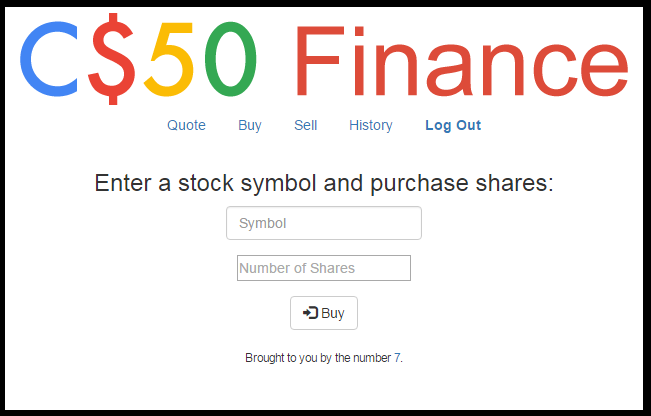 C$50 Finance
Quote Buy Sell History Log Out
Enter a stock symbol and purchase shares:
Symbol
Number of Shares
Buy
Brought to you by the number 7.